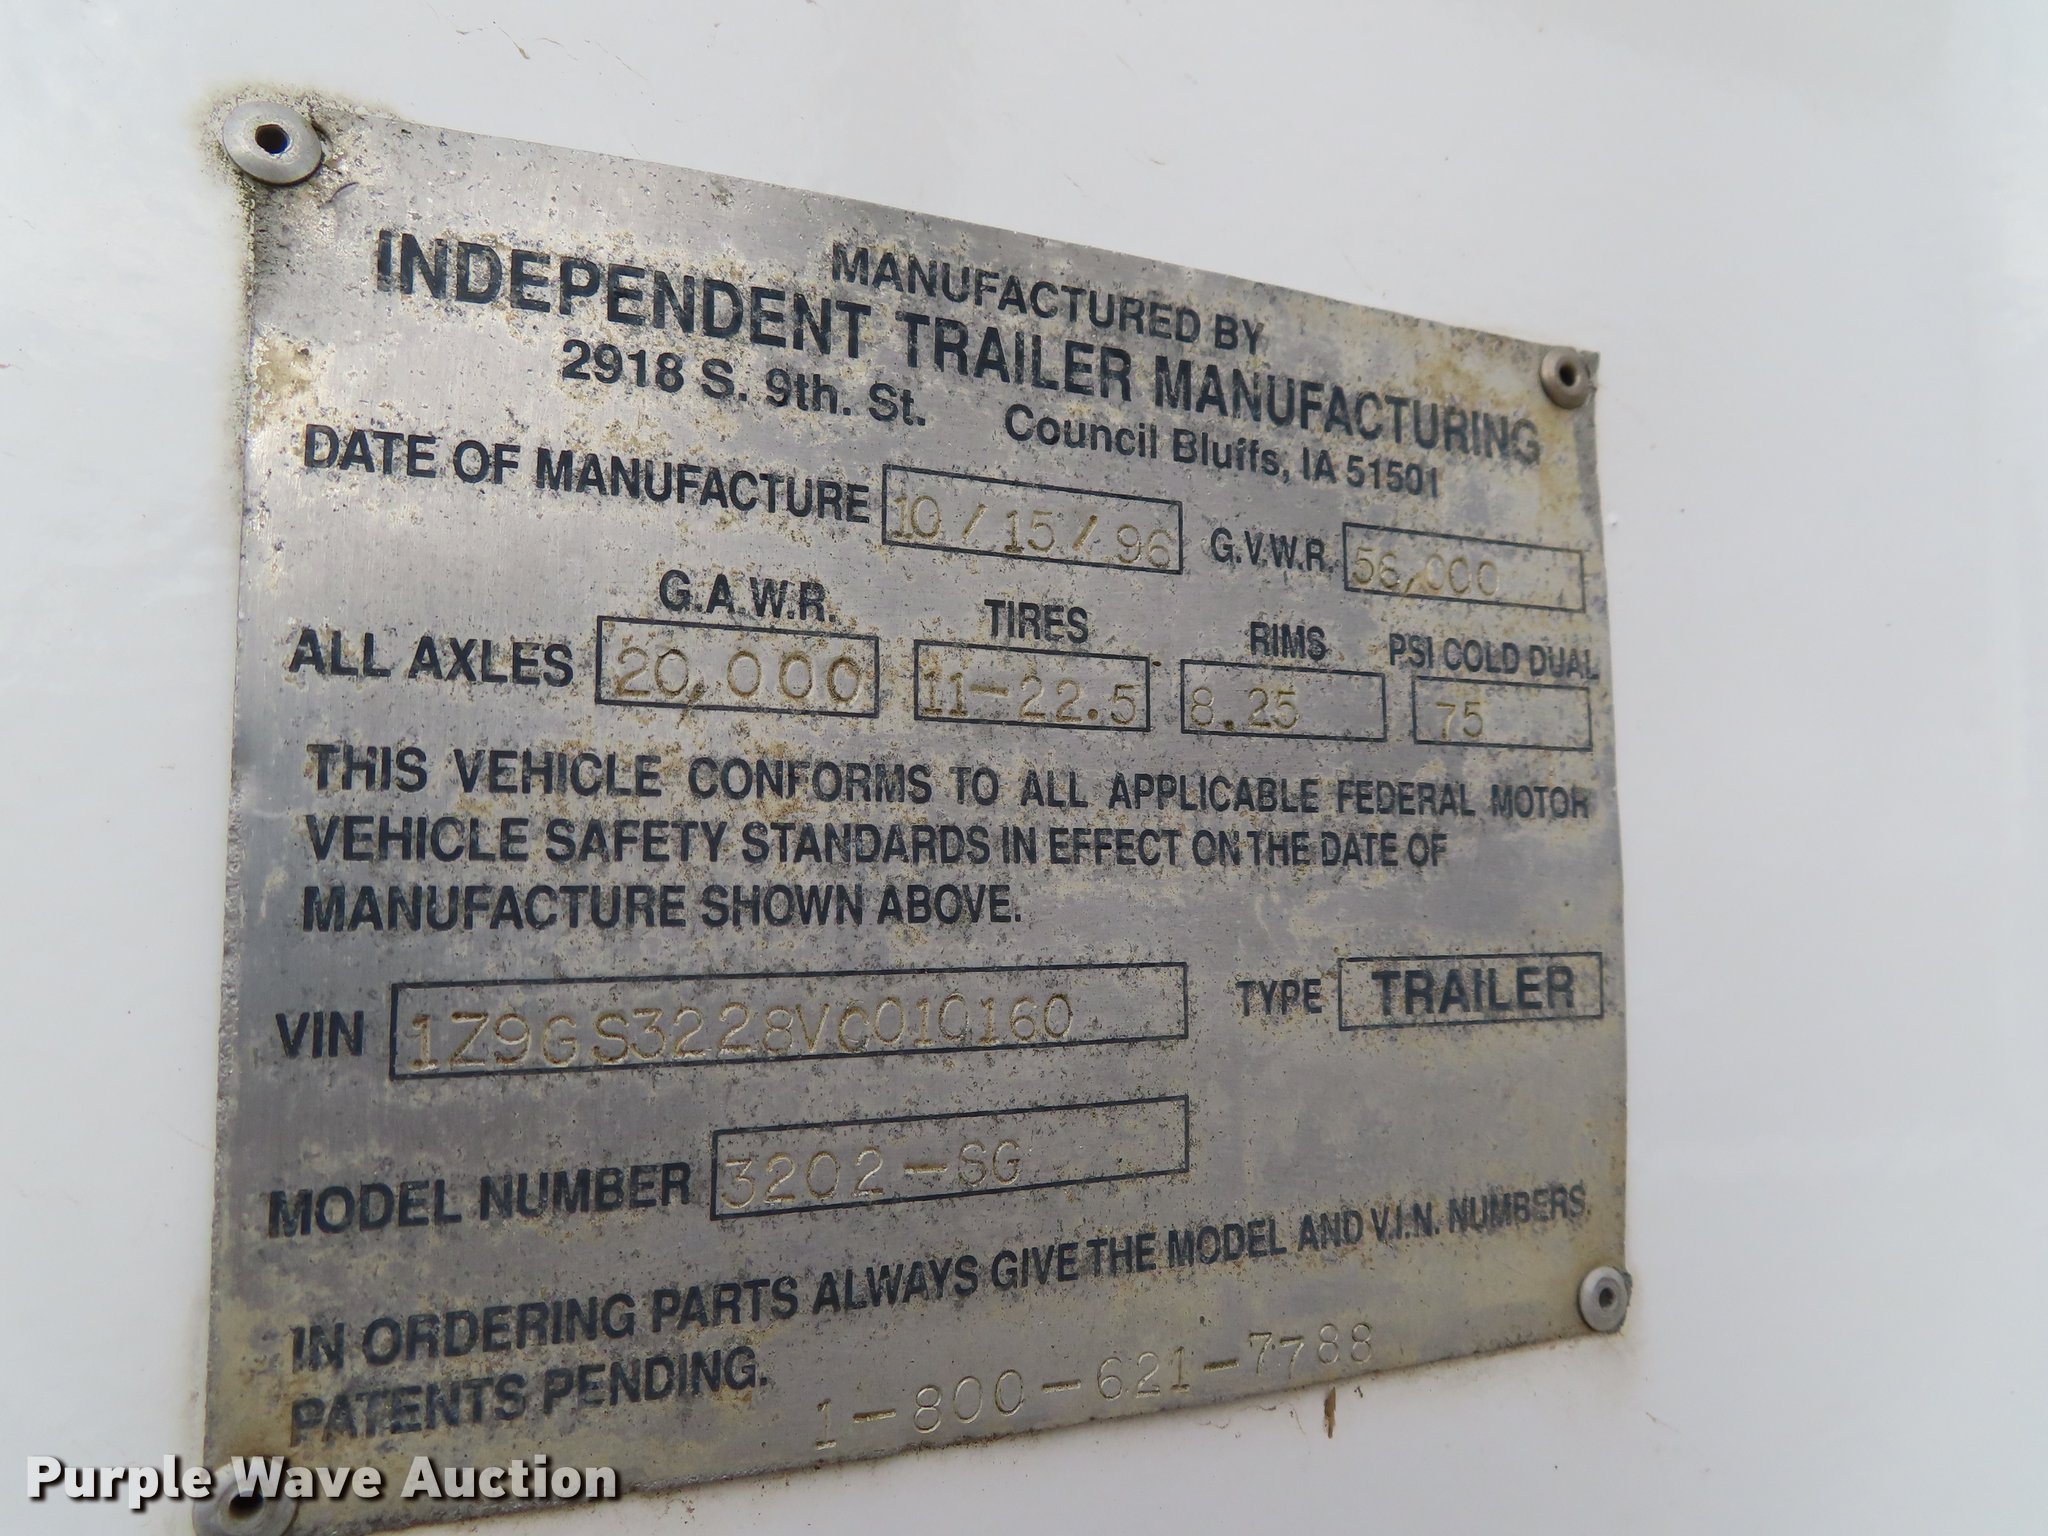 MANUFACTURED BY
INDEPENDENT TRAILER MANUFACTURING
2918 S. 9th. St. Council Bluffs, IA 51501
DATE OF MANUFACTURE 10/15/96 G.V.W.R. 56,000
G.A.W.R. TIRES RIMS PSI COLD DUAL
ALL AXLES 20,000 11-22.5 8.25 75
THIS VEHICLE CONFORMS TO ALL APPLICABLE FEDERAL MOTOR
VEHICLE SAFETY STANDARDS IN EFFECT ON THE DATE OF
MANUFACTURE SHOWN ABOVE.
VIN 1Z9GS3228VC010160 TYPE TRAILER
MODEL NUMBER 3202-SG
IN ORDERING PARTS ALWAYS GIVE THE MODEL AND V.I.N. NUMBERS.
PATENTS PENDING.
1-800-621-7788
Purple Wave Auction